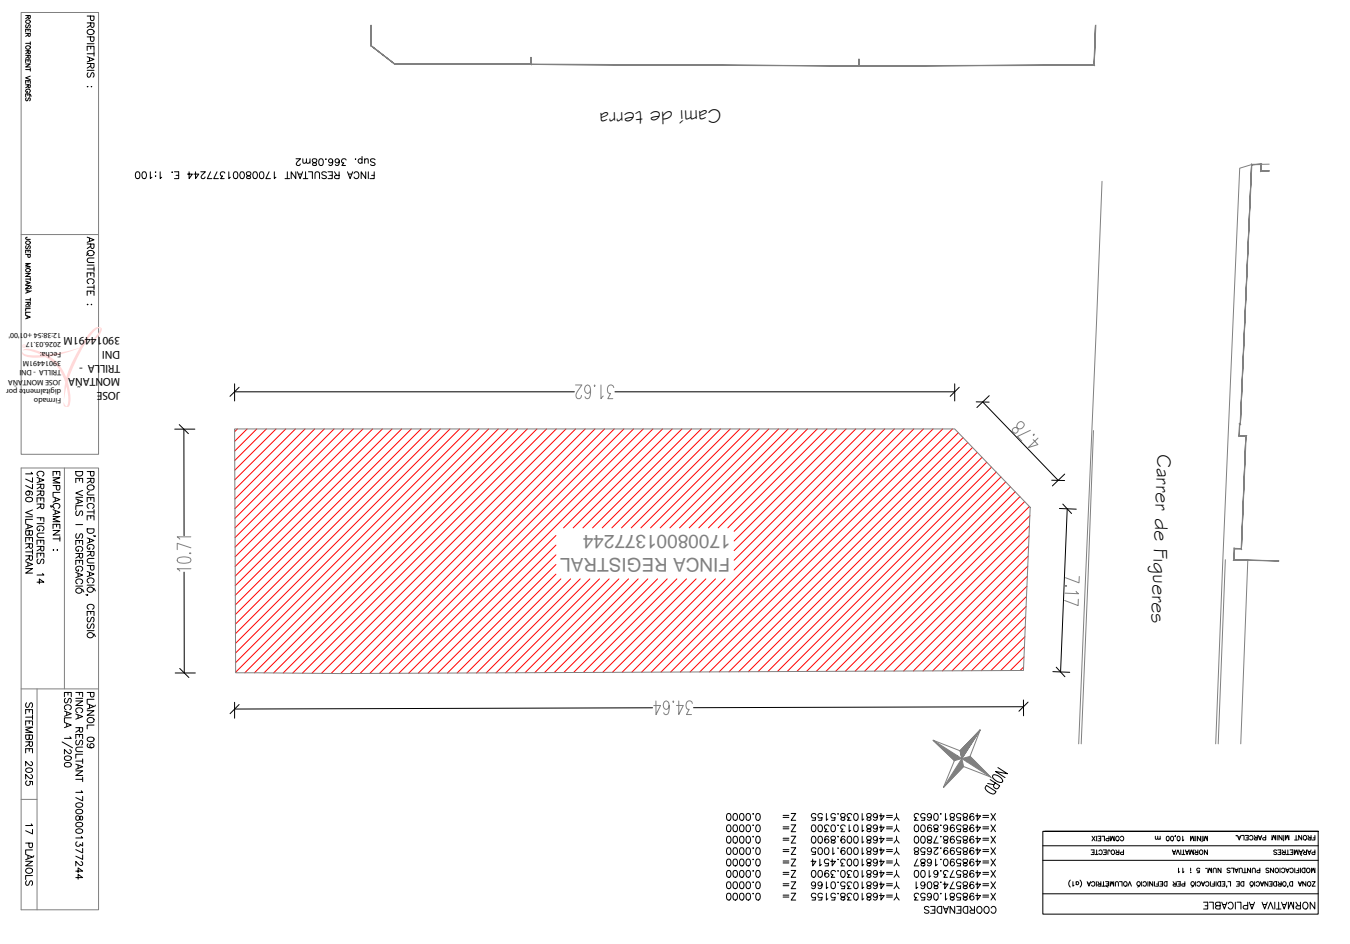 PROPIETARIS :
ROSER TORRENT VERGÉS
ARQUITECTE :
JOSEP MONTAÑA TRILLA
JOSE
MONTAÑA
TRILLA -
DNI
39014491M
Firmado
digitalmente por
JOSE MONTAÑA
TRILLA - DNI
39014491M
Fecha:
2026.03.17
12:38:54 +01'00'
PROJECTE D'AGRUPACIÓ, CESSIÓ
DE VIALS I SEGREGACIÓ
EMPLAÇAMENT :
CARRER FIGUERES 14
17760 VILABERTRAN
PLÀNOL 09
FINCA RESULTANT 17008001377244
ESCALA 1/200
SETEMBRE 2025
17 PLÀNOLS
Camí de terra
FINCA RESULTANT 17008001377244 E. 1:100
Sup. 366.08m2
31.62
4.78
10.71
FINCA REGISTRAL
17008001377244
7.17
34.64
Carrer de Figueres
NORD
COORDENADES
X=498581.0653 Y=4681038.5155 Z= 0.0000
X=498574.8061 Y=4681035.0166 Z= 0.0000
X=498573.6100 Y=4681030.3900 Z= 0.0000
X=498590.1687 Y=4681003.4514 Z= 0.0000
X=498599.2658 Y=4681009.1005 Z= 0.0000
X=498598.7800 Y=4681009.8900 Z= 0.0000
X=498596.8900 Y=4681013.0300 Z= 0.0000
X=498581.0653 Y=4681038.5155 Z= 0.0000
NORMATIVA APLICABLE
ZONA D'ORDENACIÓ DE L'EDIFICACIÓ PER DEFINICIÓ VOLUMÈTRICA (a1)
MODIFICACIONS PUNTUALS NUM. 5 i 11
PARÀMETRES NORMATIVA PROJECTE
FRONT MINIM PARCEL.LA MINIM 10,00 m COMPLEIX